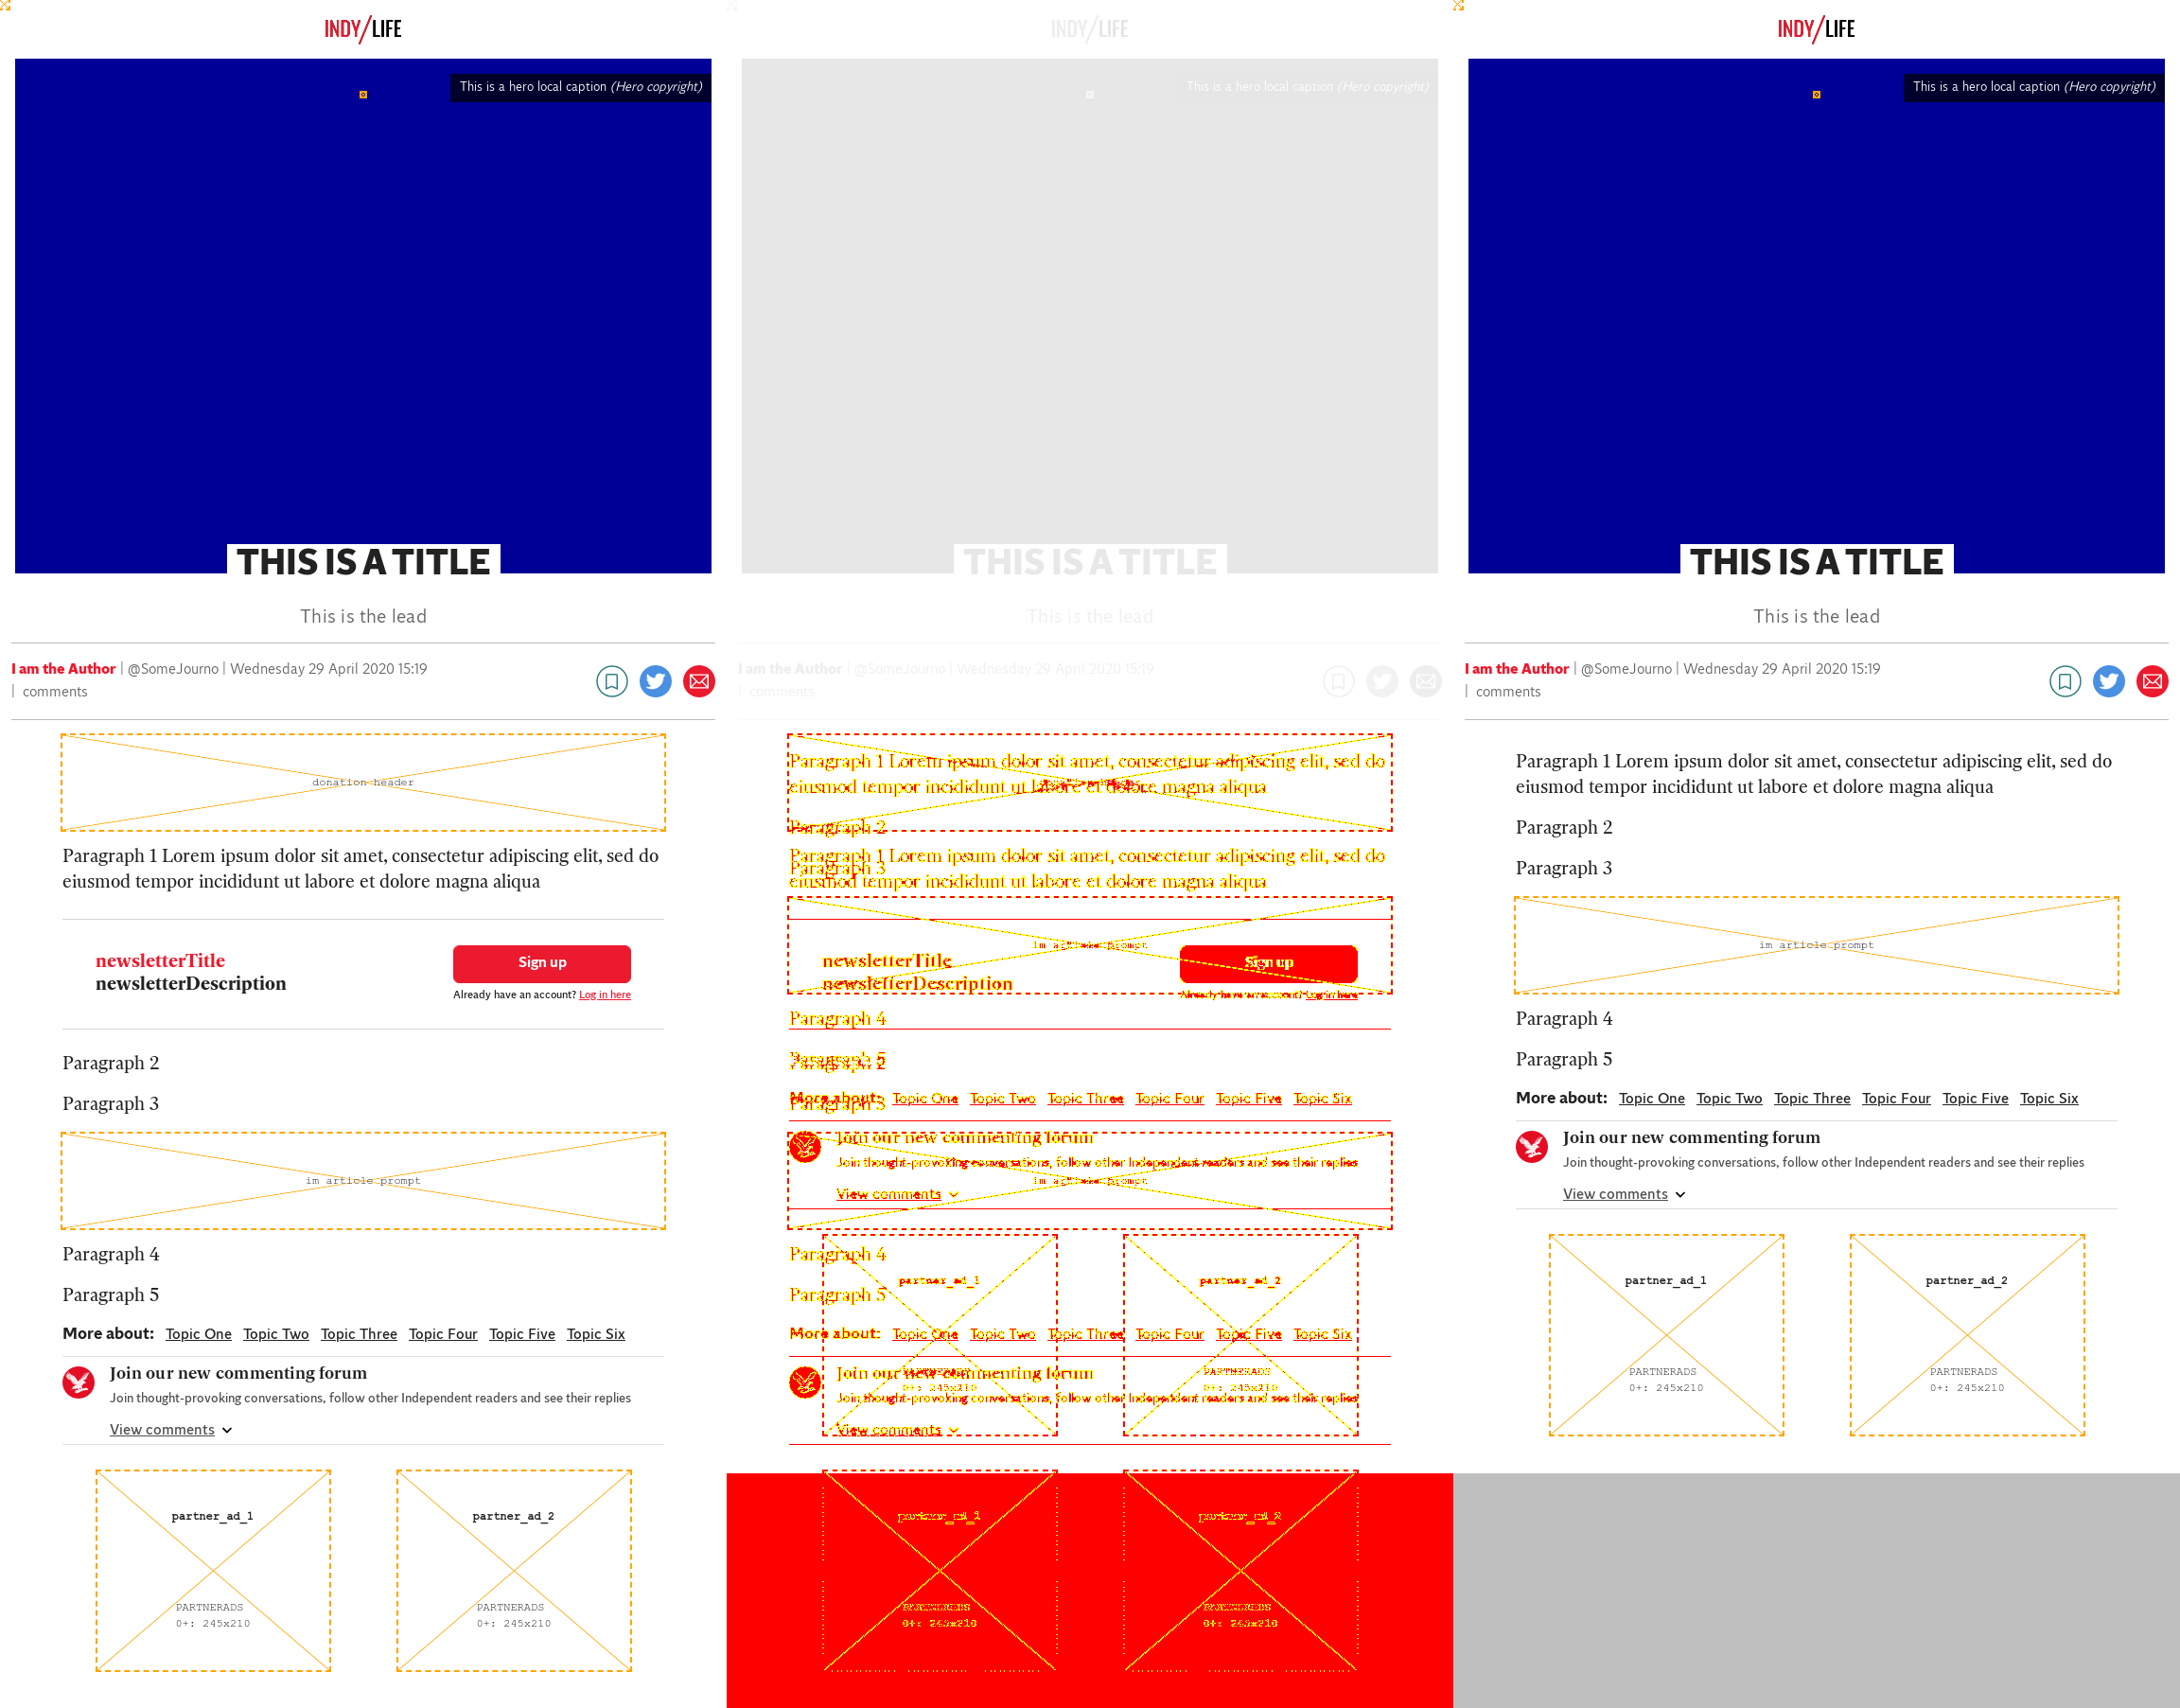 INDY/LIFE
This is a hero local caption (Hero copyright)
THIS IS A TITLE
This is the lead
I am the Author | @SomeJourno | Wednesday 29 April 2020 15:19
| comments
donation header
Paragraph 1 Lorem ipsum dolor sit amet, consectetur adipiscing elit, sed do
eiusmod tempor incididunt ut labore et dolore magna aliqua
newsletterTitle
newsletterDescription
Sign up
Already have an account? Log in here
Paragraph 2
Paragraph 3
im article prompt
Paragraph 4
Paragraph 5
More about: Topic One Topic Two Topic Three Topic Four Topic Five Topic Six
Join our new commenting forum
Join thought-provoking conversations, follow other Independent readers and see their replies
View comments
partner_ad_1
PARTNERADS
0+: 245x210
partner_ad_2
PARTNERADS
0+: 245x210
INDY/LIFE
This is a hero local caption (Hero copyright)
THIS IS A TITLE
This is the lead
I am the Author | @SomeJourno | Wednesday 29 April 2020 15:19
| comments
Paragraph 1 Lorem ipsum dolor sit amet, consectetur adipiscing elit, sed do
eiusmod tempor incididunt ut labore et dolore magna aliqua
Paragraph 2
Paragraph 1 Lorem ipsum dolor sit amet, consectetur adipiscing elit, sed do
Paragraph 3
eiusmod tempor incididunt ut labore et dolore magna aliqua
im article prompt
newsletterTitle
newsletterDescription
Sign up
Already have an account? Log in here
Paragraph 4
More about: Topic One Topic Two Topic Three Topic Four Topic Five Topic Six
Paragraph 3
Join our new commenting forum
Join thought-provoking conversations, follow other Independent readers and see their replies
im article prompt
View comments
Paragraph 4
partner_ad_1
partner_ad_2
Paragraph 5
More about: Topic One Topic Two Topic Three Topic Four Topic Five Topic Six
Join our new commenting forum
PARTNERADS
PARTNERADS
0+: 245x210
0+: 245x210
Join thought-provoking conversations, follow other Independent readers and see their replies
View comments
partner_ad_1
partner_ad_2
PARTNERADS
PARTNERADS
0+: 245x210
0+: 245x210
INDY/LIFE
This is a hero local caption (Hero copyright)
THIS IS A TITLE
This is the lead
I am the Author | @SomeJourno | Wednesday 29 April 2020 15:19
| comments
Paragraph 1 Lorem ipsum dolor sit amet, consectetur adipiscing elit, sed do
eiusmod tempor incididunt ut labore et dolore magna aliqua
Paragraph 2
Paragraph 3
im article prompt
Paragraph 4
Paragraph 5
More about: Topic One Topic Two Topic Three Topic Four Topic Five Topic Six
Join our new commenting forum
Join thought-provoking conversations, follow other Independent readers and see their replies
View comments
partner_ad_1
PARTNERADS
0+: 245x210
partner_ad_2
PARTNERADS
0+: 245x210